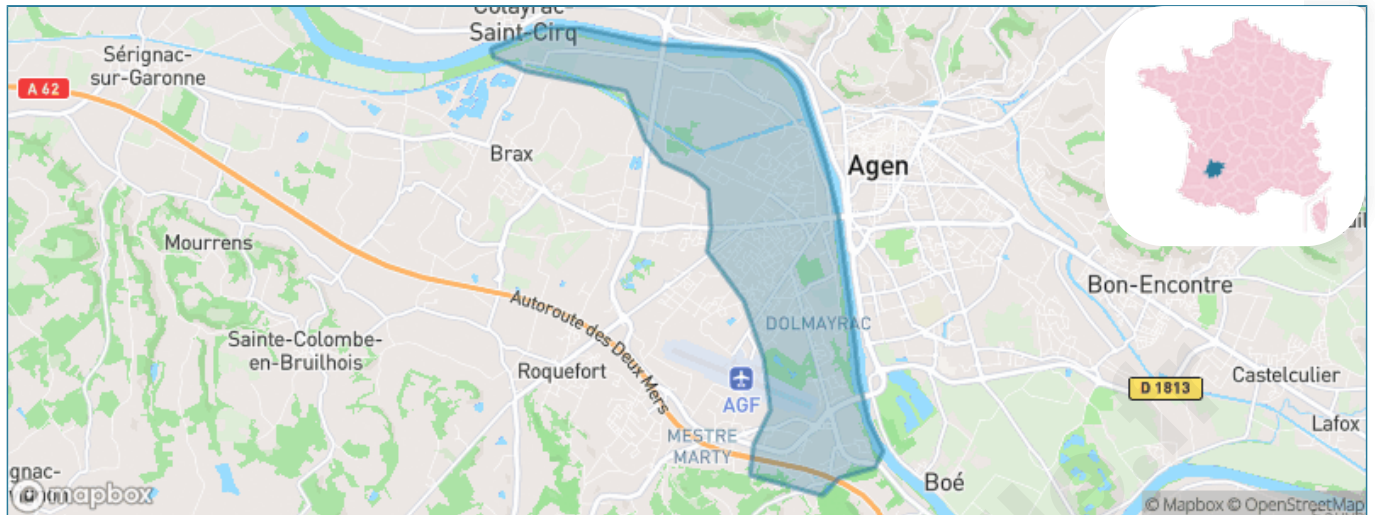 Colayrac-
Saint-Cirq
Sérignac-
sur-Garonne
A 62
Brax
Agen
Mourrens
Bon-Encontre
Autoroute des Deux Mers
DOLMAYRAC
Sainte-Colombe-
en-Bruilhois
Roquefort
AGF
D 1813
Castelculier
Lafox
MESTRE
MARTY
gnac-
Boé
mapbox
© Mapbox © OpenStreetMap